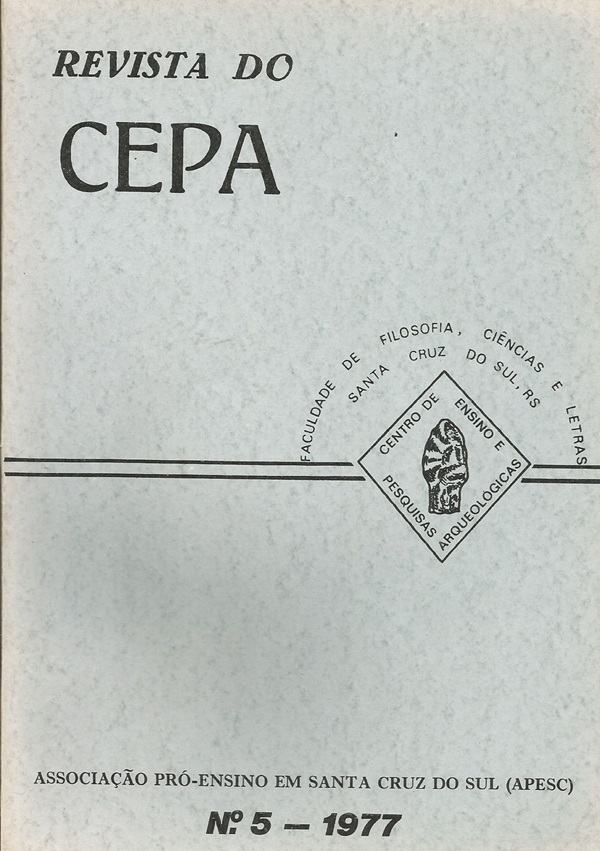 REVISTA DO
CEPA
FACULDADE DE FILOSOFIA, CIÊNCIAS E LETRAS
SANTA CRUZ DO SUL, RS
CENTRO DE
ENSINO E
PESQUISAS
ARQUEOLÓGICAS
ASSOCIAÇÃO PRÓ-ENSINO EM SANTA CRUZ DO SUL (APESC)
Nº 5 — 1977